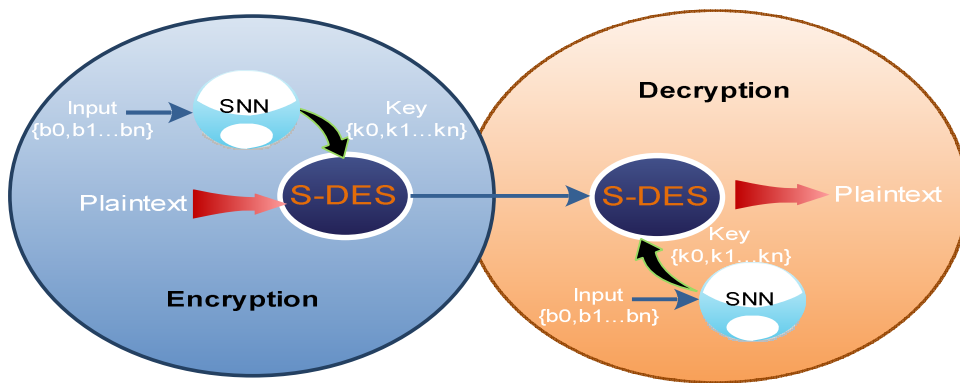 Input
{b0,b1...bn}
SNN
Key
{k0,k1...kn}
Plaintext
S-DES
Encryption
Decryption
S-DES
Plaintext
Key
{k0,k1...kn}
Input
{b0,b1...bn}
SNN